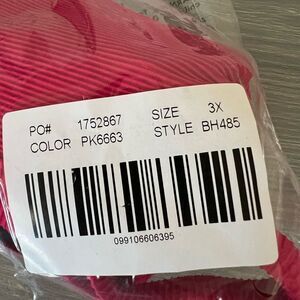 PO# 1752867 SIZE 3X
COLOR PK6663 STYLE BH485
099106606395